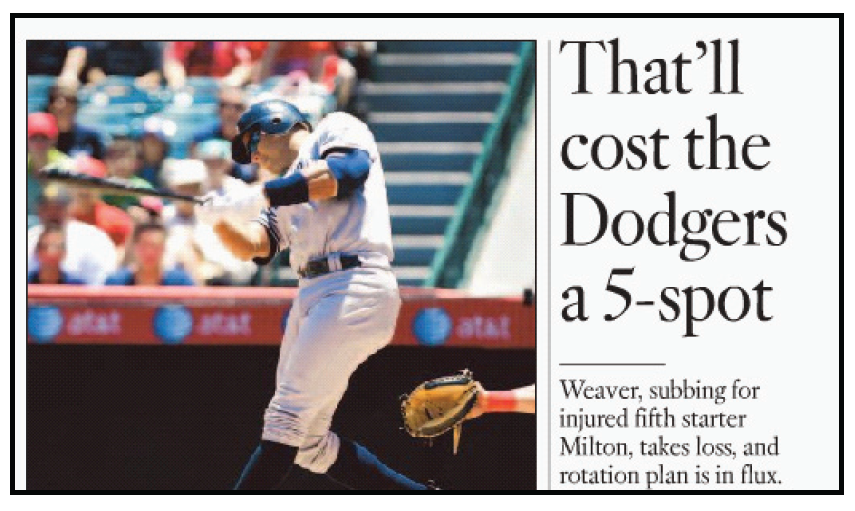 at&t
at&t
at&t
That'll
cost the
Dodgers
a 5-spot
Weaver, subbing for
injured fifth starter
Milton, takes loss, and
rotation plan is in flux.